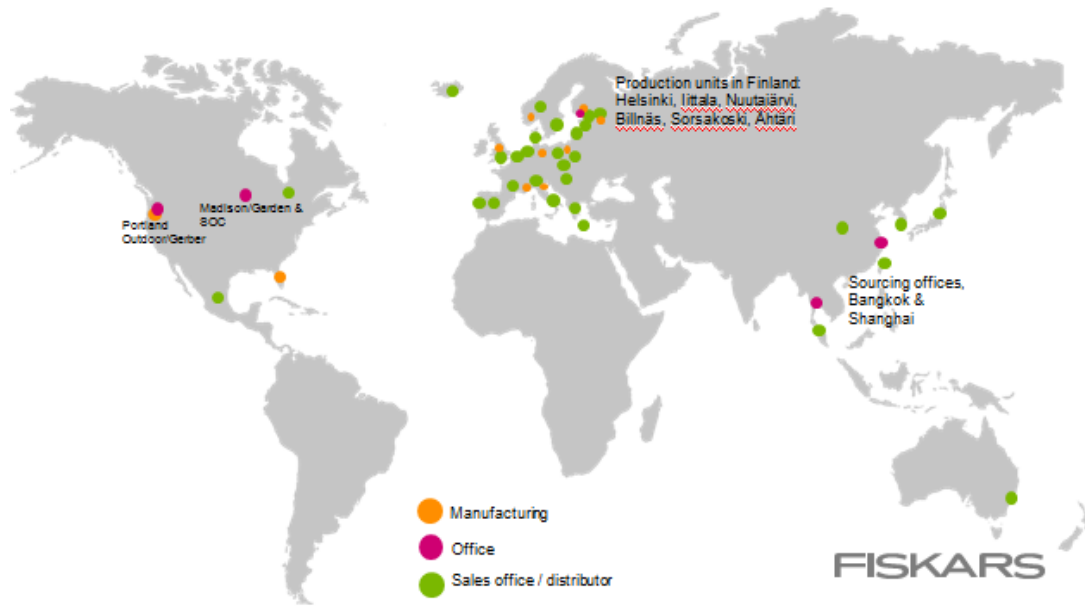 Production units in Finland:
Helsinki, Iittala, Nuutajärvi,
Billnäs, Sorsakoski, Ähtäri
Madison/Garden &
SOC
Portland
Outdoor/Gerber
Sourcing offices,
Bangkok &
Shanghai
Manufacturing
Office
Sales office / distributor
FISKARS